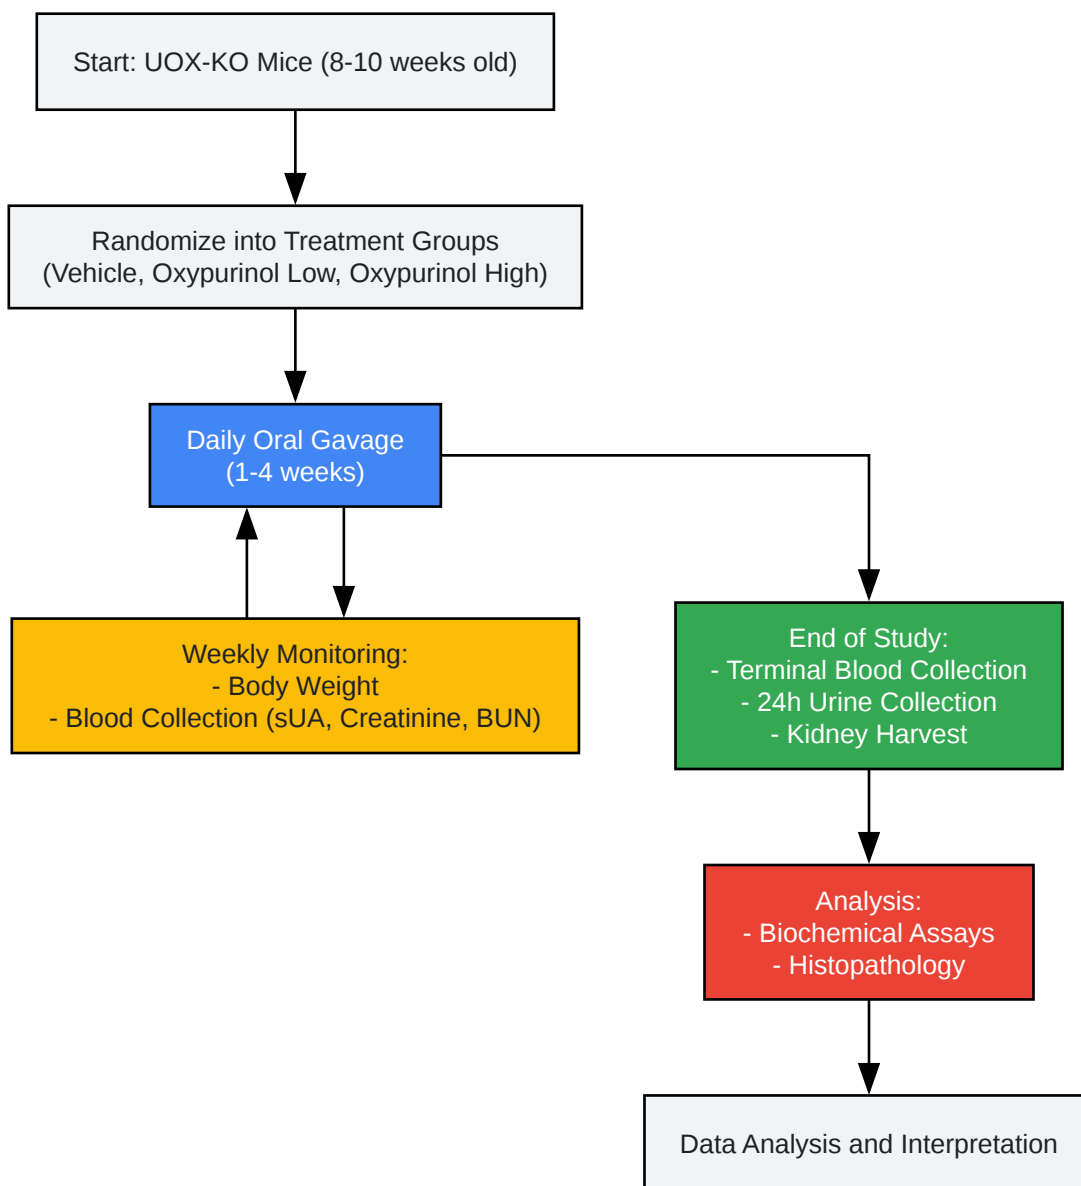 Start: UOX-KO Mice (8-10 weeks old)
Randomize into Treatment Groups
(Vehicle, Oxypurinol Low, Oxypurinol High)
Daily Oral Gavage
(1-4 weeks)
Weekly Monitoring:
- Body Weight
- Blood Collection (sUA, Creatinine, BUN)
End of Study:
- Terminal Blood Collection
- 24h Urine Collection
- Kidney Harvest
Analysis:
- Biochemical Assays
- Histopathology
Data Analysis and Interpretation